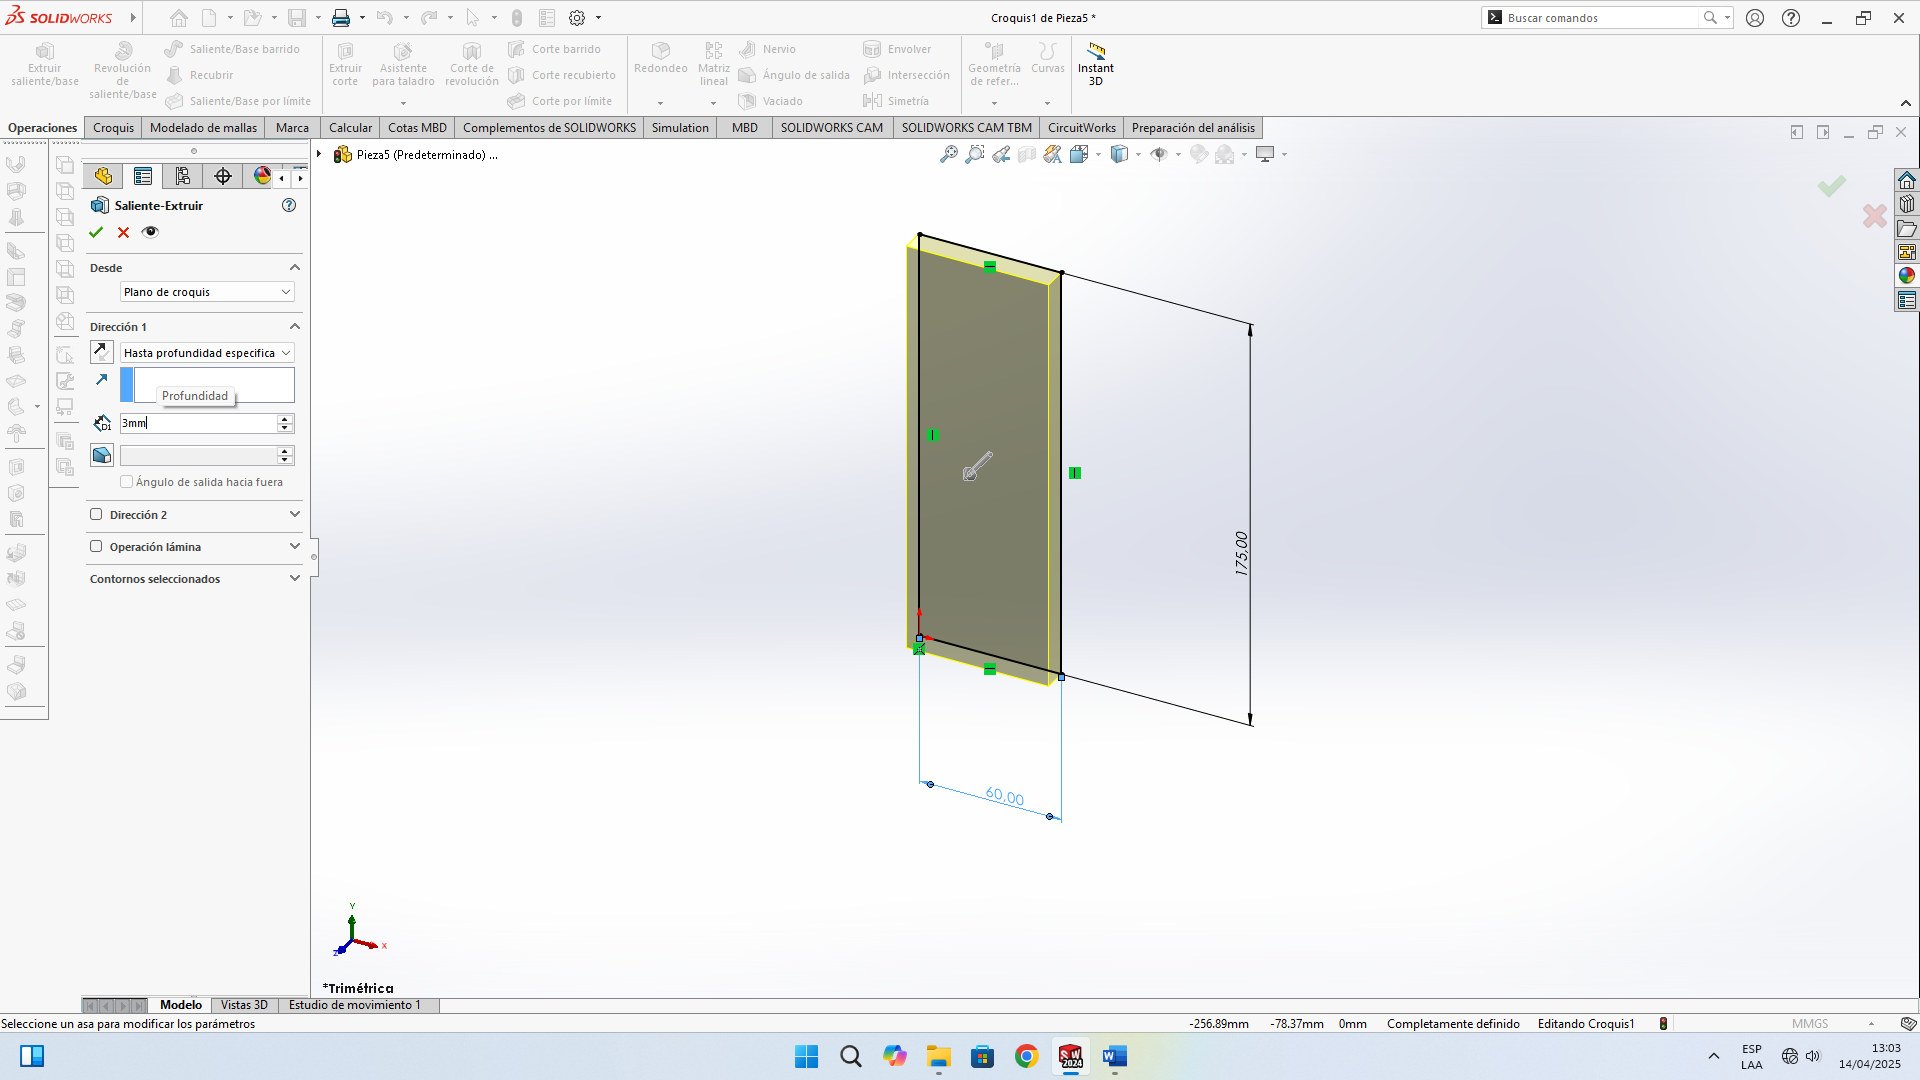 SOLIDWORKS
Croquis1 de Pieza5 *
Buscar comandos
Extruir saliente/base
Revolución de saliente/base
Saliente/Base barrido
Recubrir
Saliente/Base por límite
Extruir corte
Asistente para taladro
Corte de revolución
Corte barrido
Corte recubierto
Corte por límite
Redondeo
Matriz lineal
Nervio
Ángulo de salida
Vaciado
Envolver
Intersección
Simetría
Geometría de refer...
Curvas
Instant 3D
Operaciones
Croquis
Modelado de mallas
Marca
Calcular
Cotas MBD
Complementos de SOLIDWORKS
Simulation
MBD
SOLIDWORKS CAM
SOLIDWORKS CAM TBM
CircuitWorks
Preparación del análisis
Pieza5 (Predeterminado) ...
Saliente-Extruir
Desde
Plano de croquis
Dirección 1
Hasta profundidad especifica
Profundidad
D1
3mm
Ángulo de salida hacia fuera
Dirección 2
Operación lámina
Contornos seleccionados
175,00
60,00
Y
X
Z
*Trimétrica
Modelo
Vistas 3D
Estudio de movimiento 1
Seleccione un asa para modificar los parámetros
-256.89mm
-78.37mm
0mm
Completamente definido
Editando Croquis1
MMGS
SW 2024
W
ESP
LAA
13:03
14/04/2025